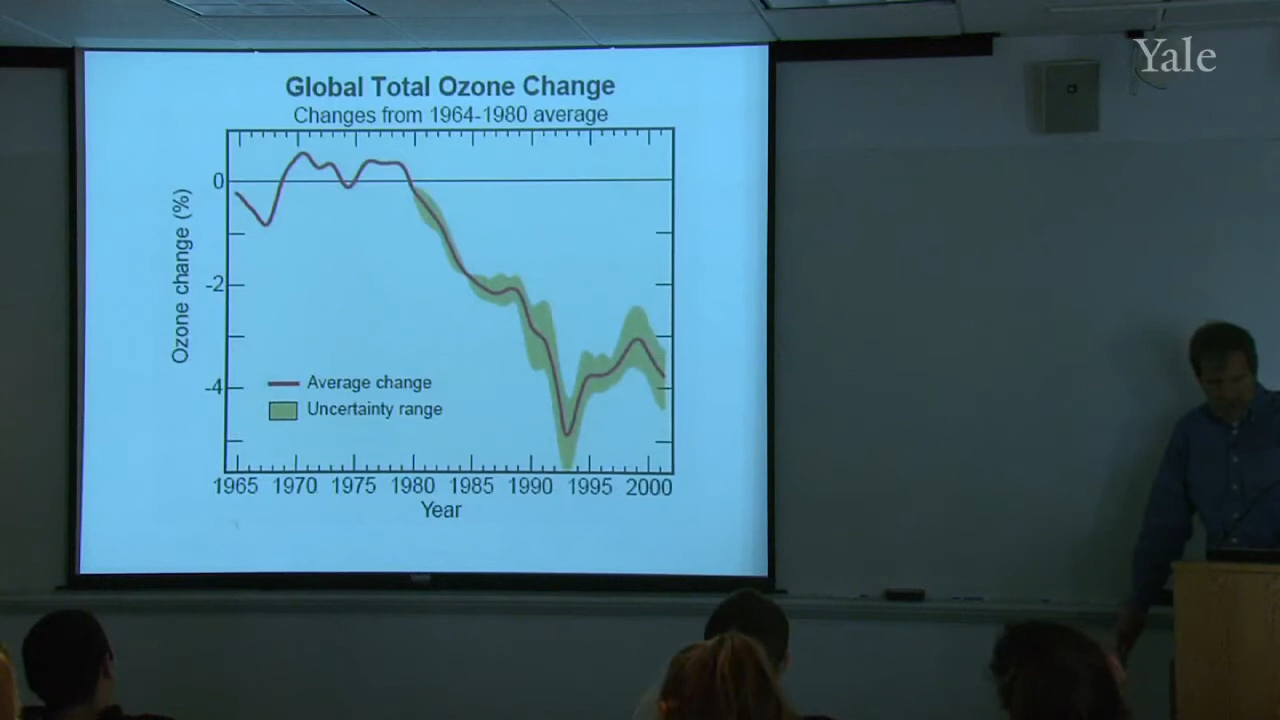 Yale
Global Total Ozone Change
Changes from 1964-1980 average
Ozone change (%)
0
-2
-4
Average change
Uncertainty range
1965 1970 1975 1980 1985 1990 1995 2000
Year